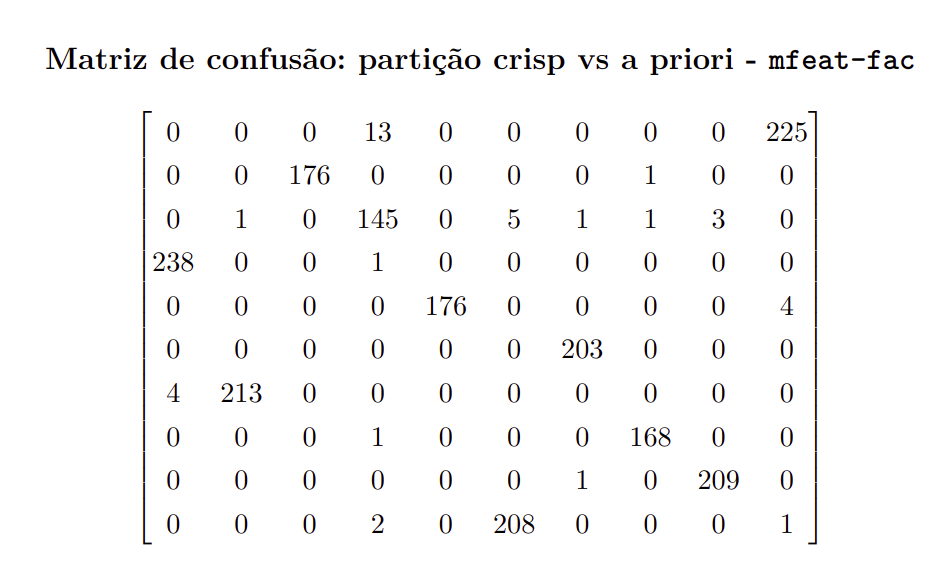 Matriz de confusão: partição crisp vs a priori - mfeat-fac
0 0 0 13 0 0 0 0 0 225
0 0 176 0 0 0 0 1 0 0
0 1 0 145 0 5 1 1 3 0
238 0 0 1 0 0 0 0 0 0
0 0 0 0 176 0 0 0 0 4
0 0 0 0 0 0 203 0 0 0
4 213 0 0 0 0 0 0 0 0
0 0 0 1 0 0 0 168 0 0
0 0 0 0 0 0 1 0 209 0
0 0 0 2 0 208 0 0 0 1